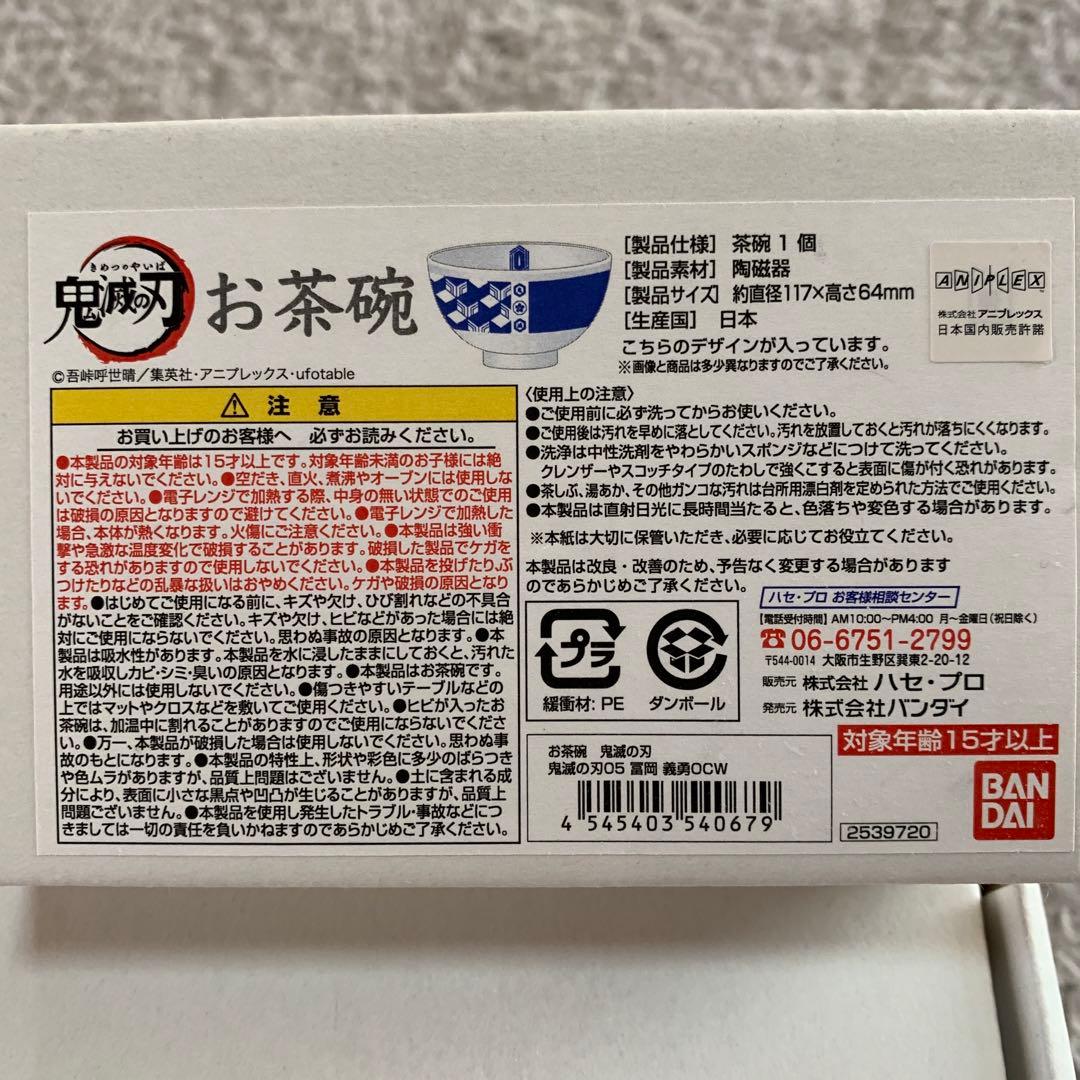 きめつのやいば
鬼滅の刃
お茶碗
©吾峠呼世晴／集英社・アニプレックス・ufotable
[製品仕様] 茶碗1個
[製品素材] 陶磁器
[製品サイズ] 約直径117×高さ64mm
[生産国] 日本
こちらのデザインが入っています。
※画像と商品は多少異なりますのでご了承ください。
ANIPLEX
株式会社 アニプレックス
日本国内販売許諾
注 意
お買い上げのお客様へ 必ずお読みください。
●本製品の対象年齢は15才以上です。対象年齢未満のお子様には絶
対に与えないでください。●空だき、直火、煮沸やオーブンには使用しな
いでください。●電子レンジで加熱する際、中身の無い状態でのご使用
は破損の原因となりますので避けてください。●電子レンジで加熱した
場合、本体が熱くなります。火傷にご注意ください。●本製品は強い衝
撃や急激な温度変化で破損することがあります。破損した製品でケガを
する恐れがありますので使用しないでください。●本製品を投げたり、ぶ
つけたりなどの乱暴な扱いはおやめください。ケガや破損の原因となり
ます。●はじめてご使用になる前に、キズや欠け、ひび割れなどの不具合
がないことをご確認ください。キズや欠け、ヒビなどがあった場合には絶
対にご使用にならないでください。思わぬ事故の原因となります。●本
製品は吸水性があります。本製品を水に浸したままにしておくと、汚れた
水を吸収しカビ・シミ・臭いの原因となります。●本製品はお茶碗です。
用途以外には使用しないでください。●傷つきやすいテーブルなどの
上ではマットやクロスなどを敷いてご使用ください。●ヒビが入ったお
茶碗は、加温中に割れることがありますのでご使用にならないでくださ
い。●万一、本製品が破損した場合は使用しないでください。思わぬ事
故のもとになります。●本製品の特性上、形状や彩色に多少のばらつき
や色ムラがありますが、品質上問題はございません。●土に含まれる成
分により、表面に小さな黒点や凹凸が生じることがありますが、品質上
問題ございません。●本製品を使用し発生したトラブル・事故などにつ
きましては一切の責任を負いかねますのであらかじめご了承ください。
〈使用上の注意〉
●ご使用前に必ず洗ってからお使いください。
●ご使用後は汚れを早めに落としてください。汚れを放置しておくと汚れが落ちにくくなります。
●洗浄は中性洗剤をやわらかいスポンジなどにつけて洗ってください。
クレンザーやスコッチタイプのたわしで強くこすると表面に傷が付く恐れがあります。
●茶しぶ、湯あか、その他ガンコな汚れは台所用漂白剤を定められた方法でご使用ください。
●本製品は直射日光に長時間当たると、色落ちや変色する場合があります。
※本紙は大切に保管いただき、必要に応じてお役立てください。
本製品は改良・改善のため、予告なく変更する場合があります
のであらかじめご了承ください。
プラ
緩衝材: PE
ダンボール
ハセ・プロ お客様相談センター
【電話受付時間】 AM10:00〜PM4:00 月〜金曜日(祝日除く)
☎06-6751-2799
〒544-0014 大阪市生野区巽東2-20-12
販売元 株式会社 ハセ・プロ
発売元 株式会社バンダイ
お茶碗 鬼滅の刃
鬼滅の刃05 冨岡 義勇OCW
4 545403 540679
対象年齢15才以上
2539720
BAN
DAI